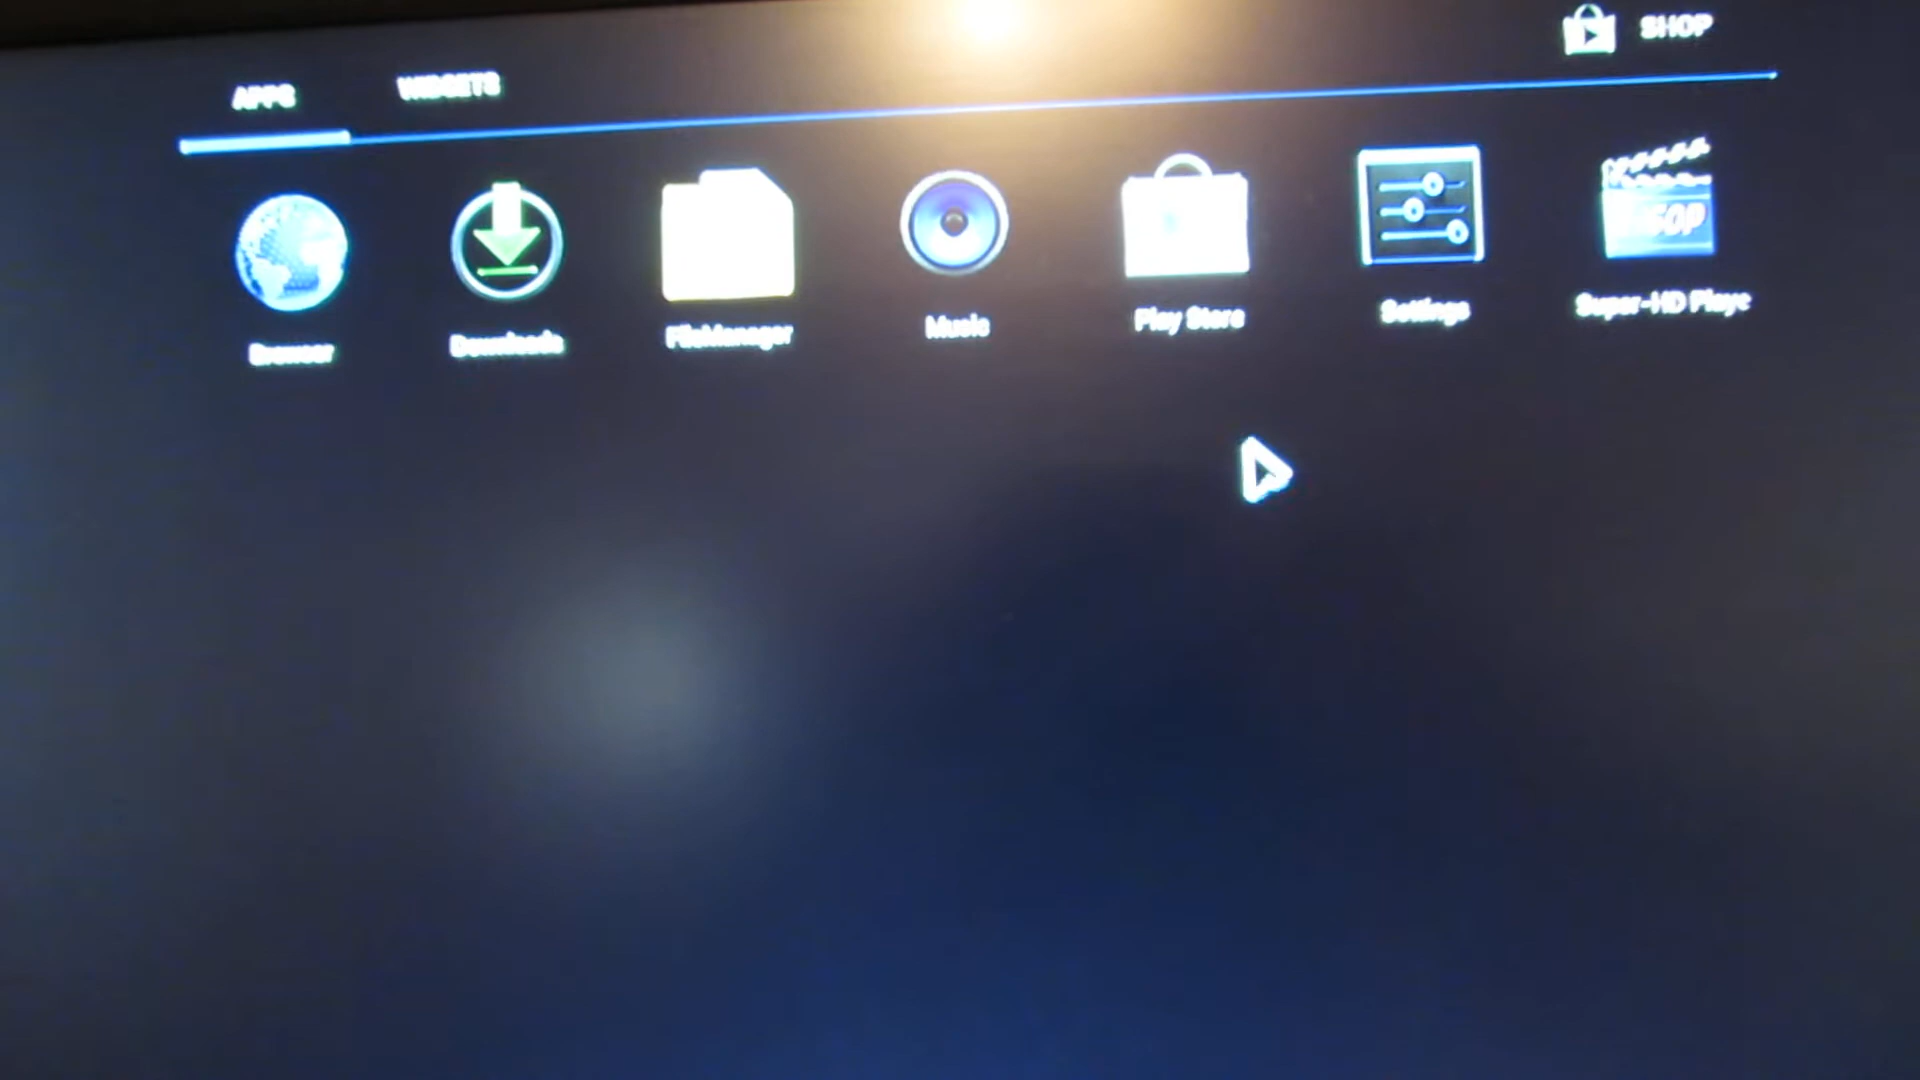 APPS WIDGETS SHOP
Browser Downloads FileManager Music Play Store Settings Super-HD Playe